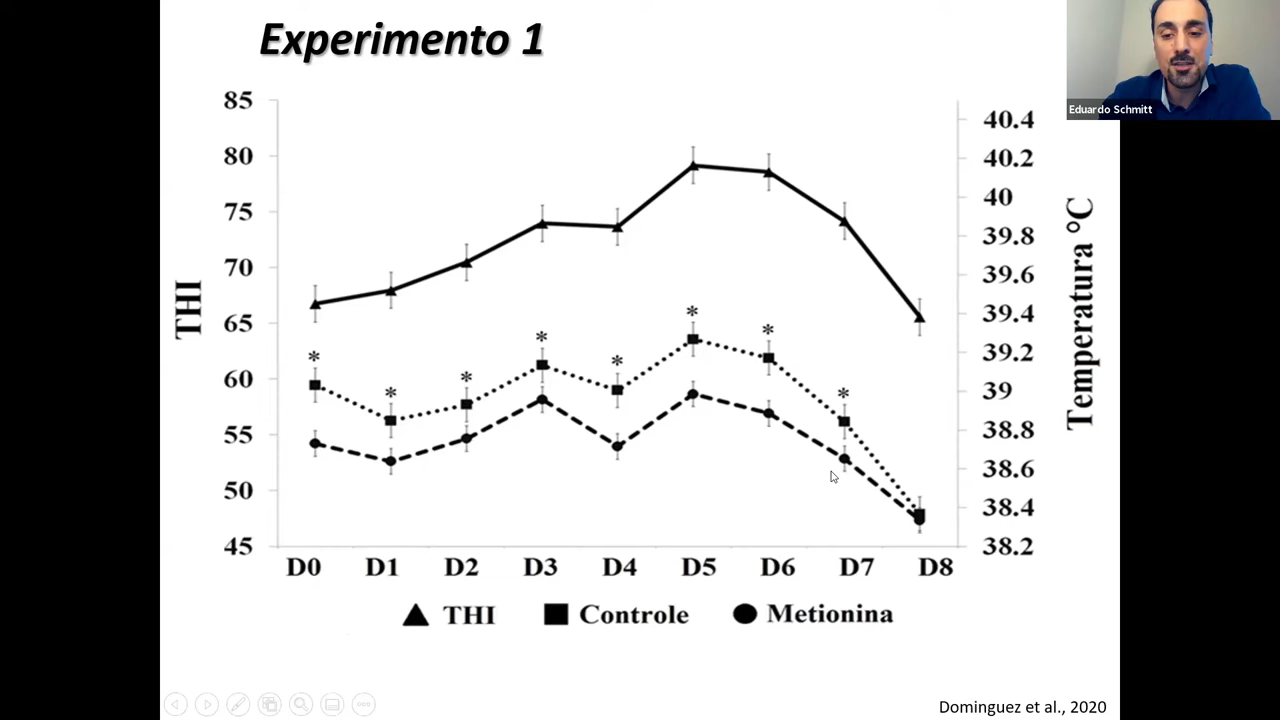 Experimento 1
Eduardo Schmitt
85
80
75
70
65
60
55
50
45
THI
40.4
40.2
40
39.8
39.6
39.4
39.2
39
38.8
38.6
38.4
38.2
Temperatura °C
* * * * * * * *
D0 D1 D2 D3 D4 D5 D6 D7 D8
THI Controle Metionina
Dominguez et al., 2020